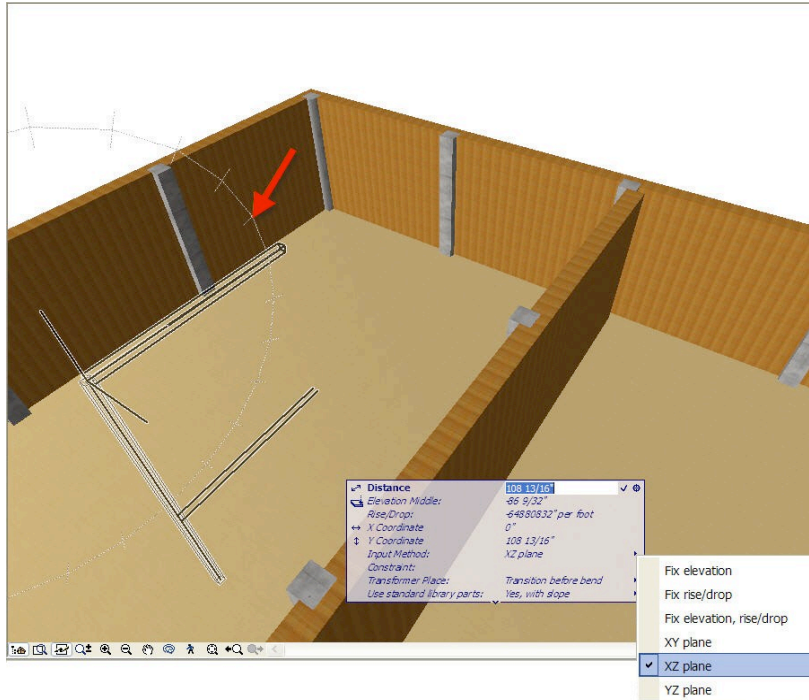 Distance 108 13/16"
Elevation Middle: -86 9/32"
Rise/Drop: -64880832" per foot
X Coordinate 0"
Y Coordinate 108 13/16"
Input Method: XZ plane
Constraint:
Transformer Place: Transition before bend
Use standard library parts: Yes, with slope
Fix elevation
Fix rise/drop
Fix elevation, rise/drop
XY plane
XZ plane
YZ plane